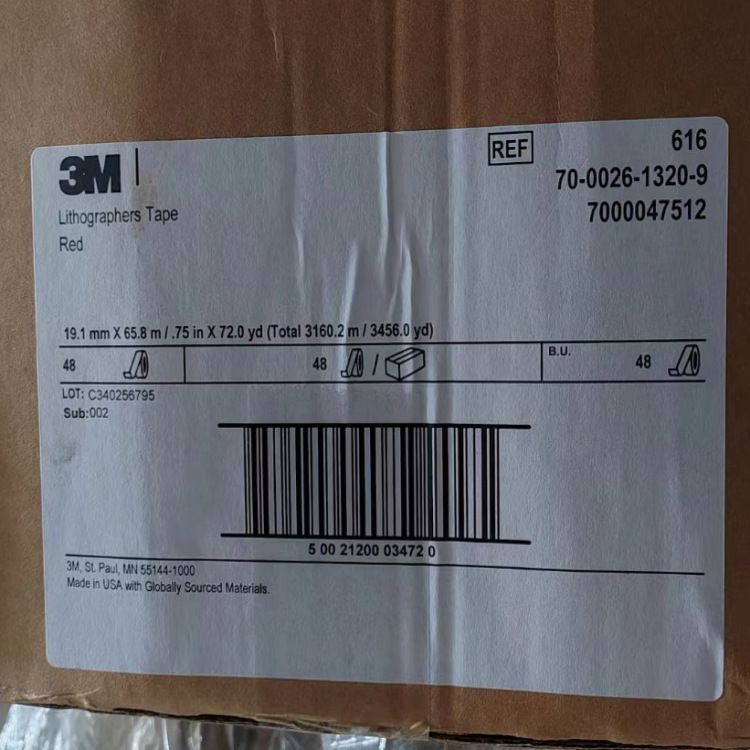 3M
REF
616
70-0026-1320-9
7000047512
Lithographers Tape
Red
19.1 mm X 65.8 m / .75 in X 72.0 yd (Total 3160.2 m / 3456.0 yd)
48
48 /
B.U. 48
LOT: C340256795
Sub:002
5 00 21200 03472 0
3M, St. Paul, MN 55144-1000
Made in USA with Globally Sourced Materials.